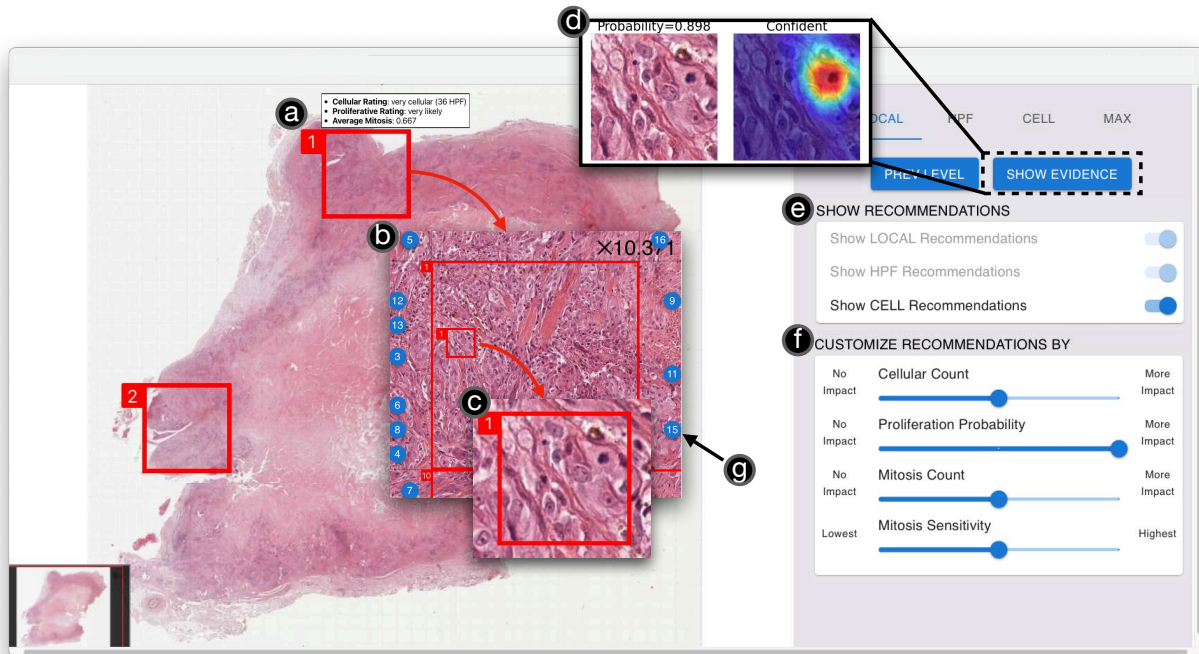 d
Probability=0.898
Confident
a
• Cellular Rating: very cellular (36 HPF)
• Proliferative Rating: very likely
• Average Mitosis: 0.667
1
OCAL
HPF
CELL
MAX
PREV LEVEL
SHOW EVIDENCE
e
SHOW RECOMMENDATIONS
Show LOCAL Recommendations
Show HPF Recommendations
Show CELL Recommendations
b
5
16
1
12
9
13
1
3
11
6
8
15
4
10
7
c
1
g
2
f
CUSTOMIZE RECOMMENDATIONS BY
No Impact
Cellular Count
More Impact
No Impact
Proliferation Probability
More Impact
No Impact
Mitosis Count
More Impact
Lowest
Mitosis Sensitivity
Highest